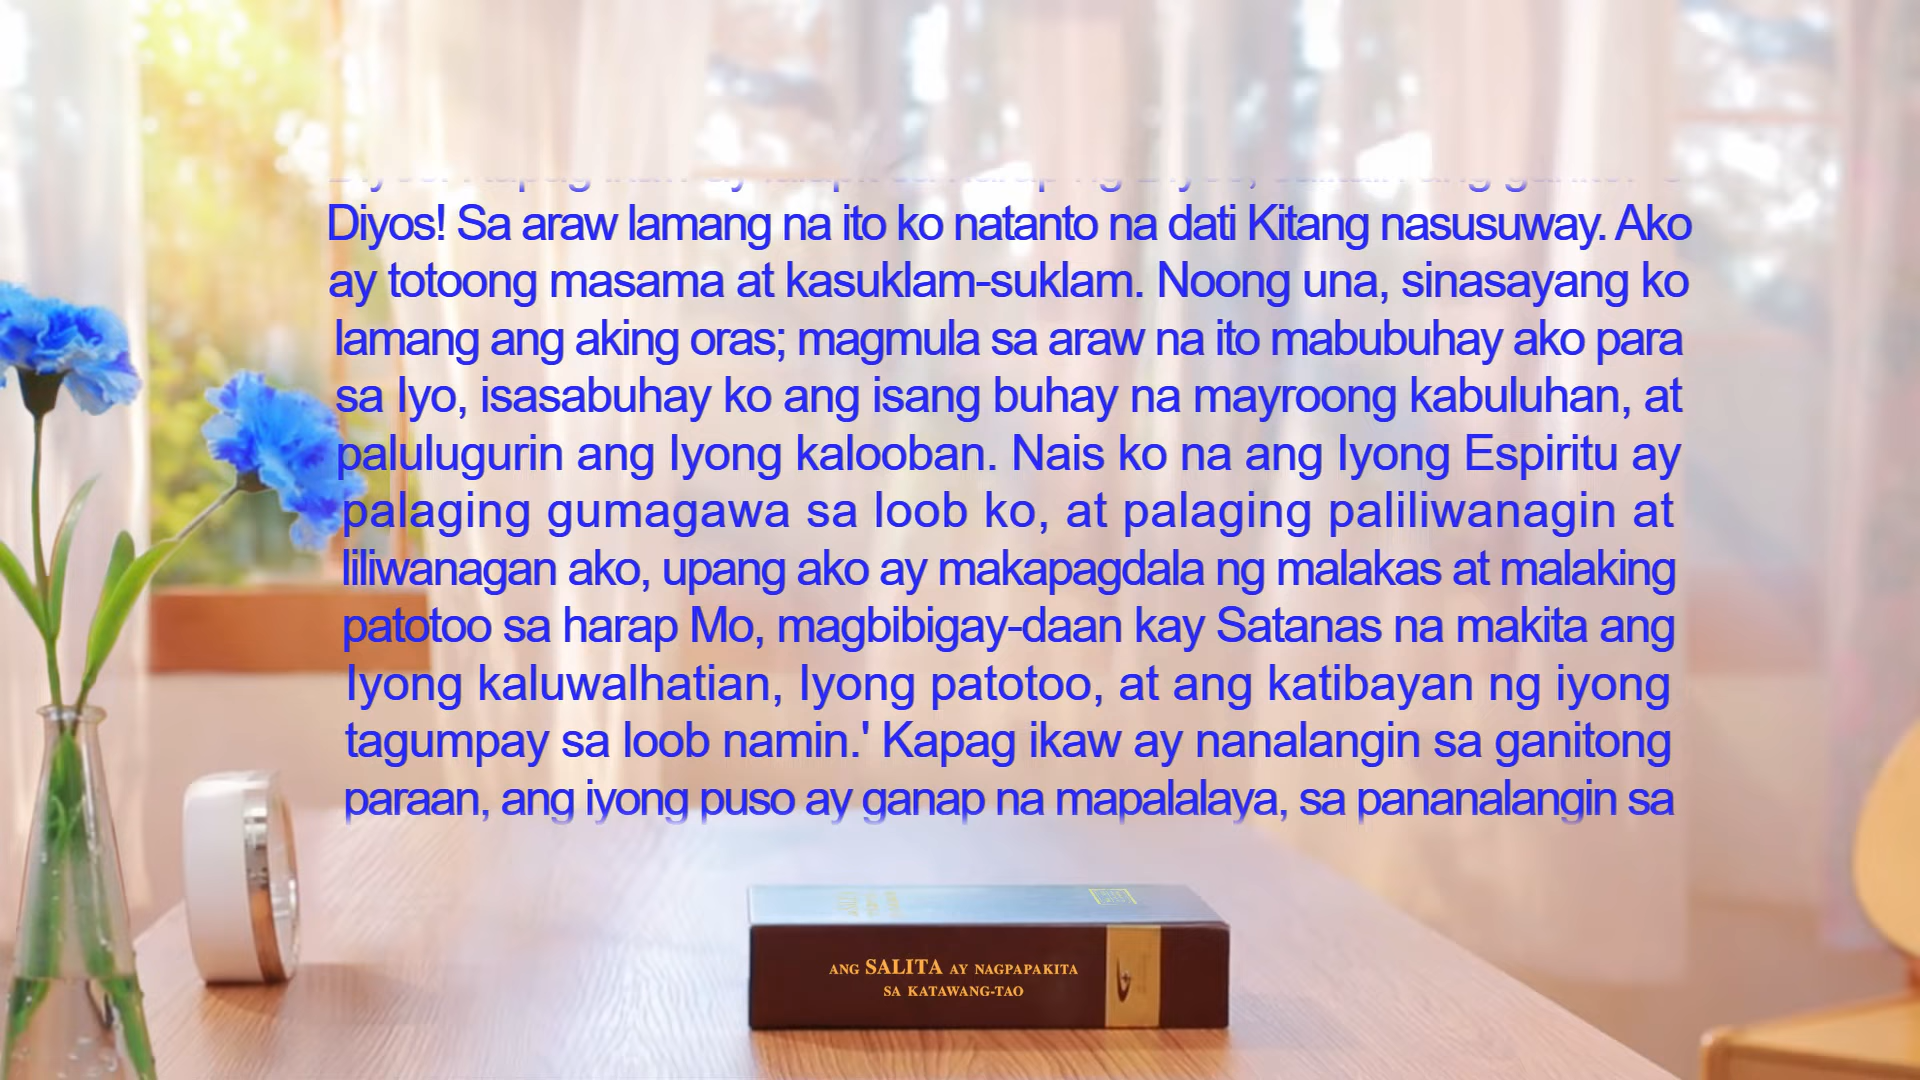 Diyos! Sa araw lamang na ito ko natanto na dati Kitang nasusuway. Ako
ay totoong masama at kasuklam-suklam. Noong una, sinasayang ko
lamang ang aking oras; magmula sa araw na ito mabubuhay ako para
sa Iyo, isasabuhay ko ang isang buhay na mayroong kabuluhan, at
palulugurin ang Iyong kalooban. Nais ko na ang Iyong Espiritu ay
palaging gumagawa sa loob ko, at palaging paliliwanagin at
liliwanagan ako, upang ako ay makapagdala ng malakas at malaking
patotoo sa harap Mo, magbibigay-daan kay Satanas na makita ang
Iyong kaluwalhatian, Iyong patotoo, at ang katibayan ng iyong
tagumpay sa loob namin.' Kapag ikaw ay nanalangin sa ganitong
paraan, ang iyong puso ay ganap na mapalalaya, sa pananalangin sa
ANG SALITA AY NAGPAPAKITA
SA KATAWANG-TAO